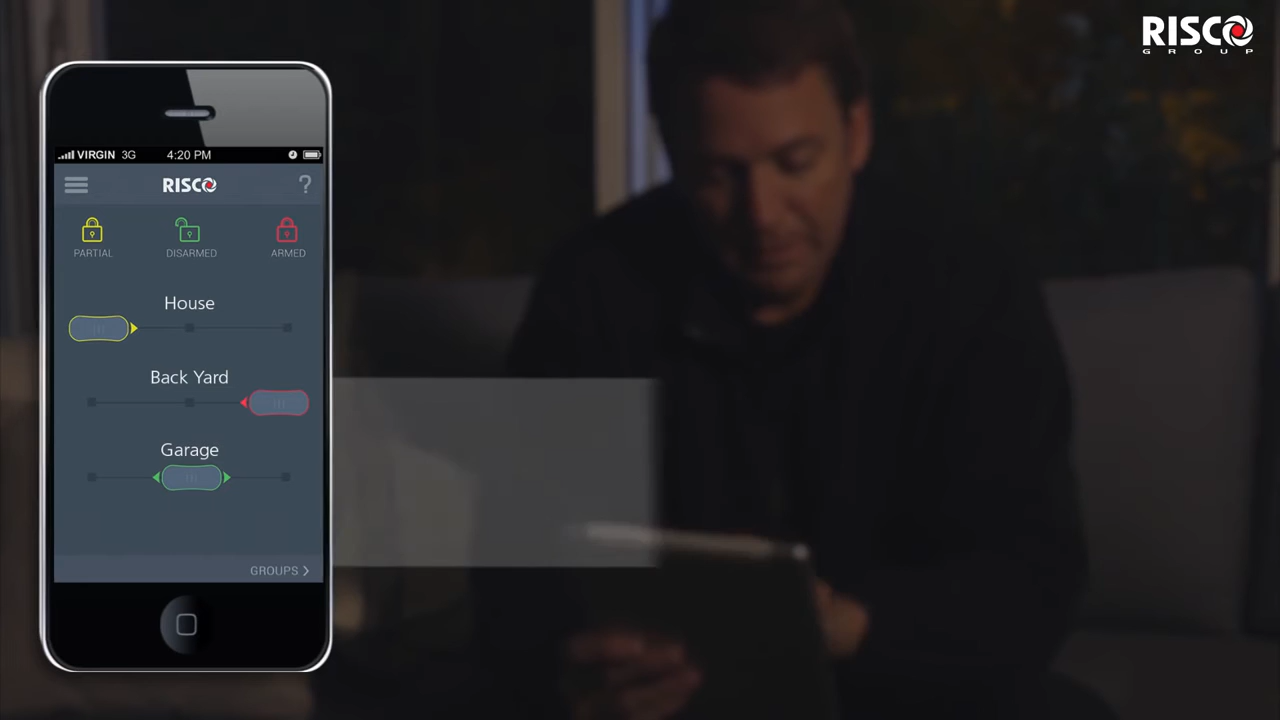 RISCO
GROUP
VIRGIN 3G 4:20 PM
RISCO ?
PARTIAL DISARMED ARMED
House
Back Yard
Garage
GROUPS >